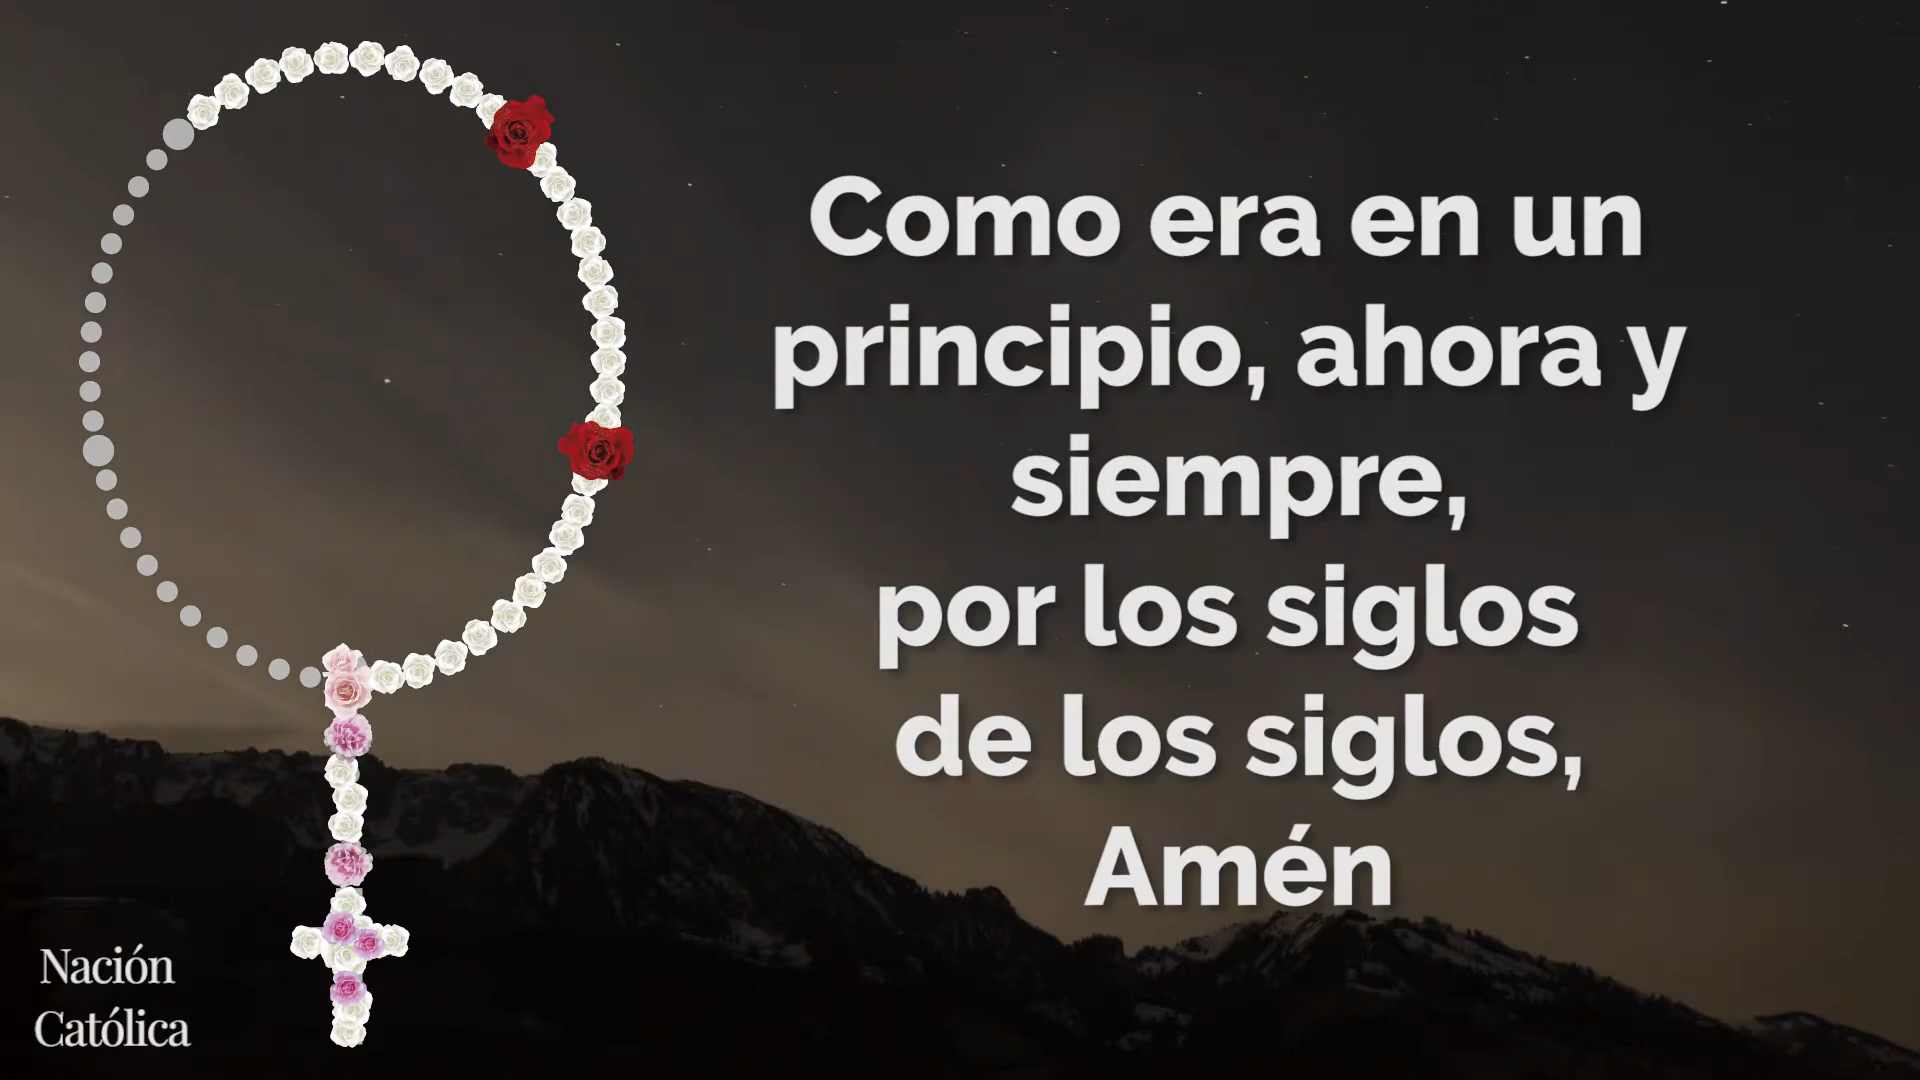 Como era en un
principio, ahora y
siempre,
por los siglos
de los siglos,
Amén
Nación
Católica